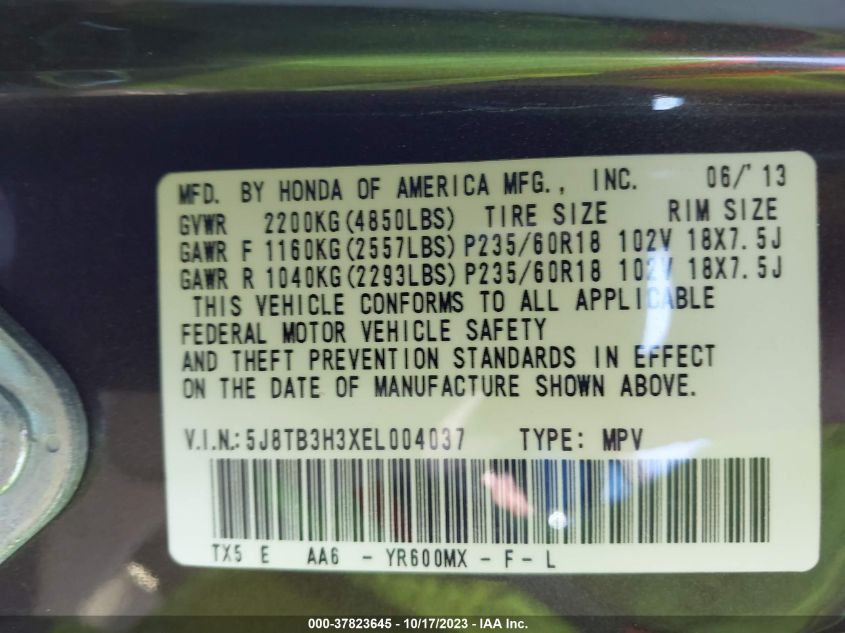 MFD. BY HONDA OF AMERICA MFG., INC. 06/'13
GVWR 2200KG(4850LBS) TIRE SIZE RIM SIZE
GAWR F 1160KG(2557LBS)P235/60R18 102V 18X7.5J
GAWR R 1040KG(2293LBS)P235/60R18 102V 18X7.5J
THIS VEHICLE CONFORMS TO ALL APPLICABLE
FEDERAL MOTOR VEHICLE SAFETY
AND THEFT PREVENTION STANDARDS IN EFFECT
ON THE DATE OF MANUFACTURE SHOWN ABOVE.
V.I.N.: 5J8TB3H3XEL004037 TYPE: MPV
TX5 E AA6 - YR600MX - F - L
000-37823645 - 10/17/2023 - IAA Inc.